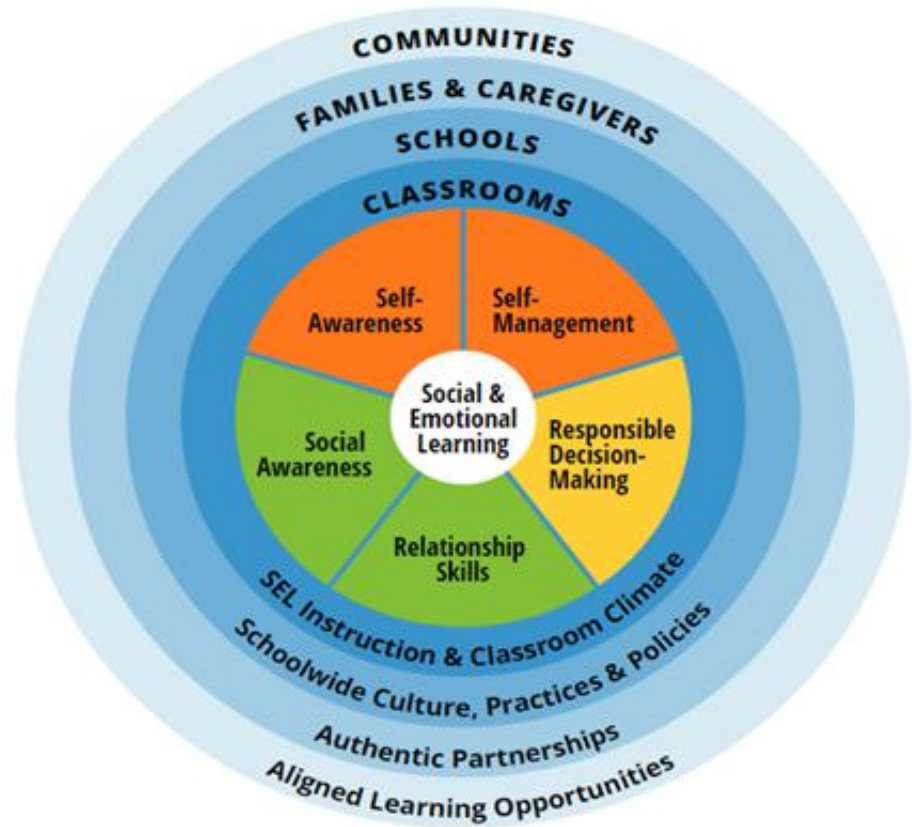 COMMUNITIES
FAMILIES & CAREGIVERS
SCHOOLS
CLASSROOMS
Self-
Awareness
Self-
Management
Social &
Emotional
Learning
Social
Awareness
Responsible
Decision-
Making
Relationship
Skills
SEL Instruction & Classroom Climate
Schoolwide Culture, Practices & Policies
Authentic Partnerships
Aligned Learning Opportunities